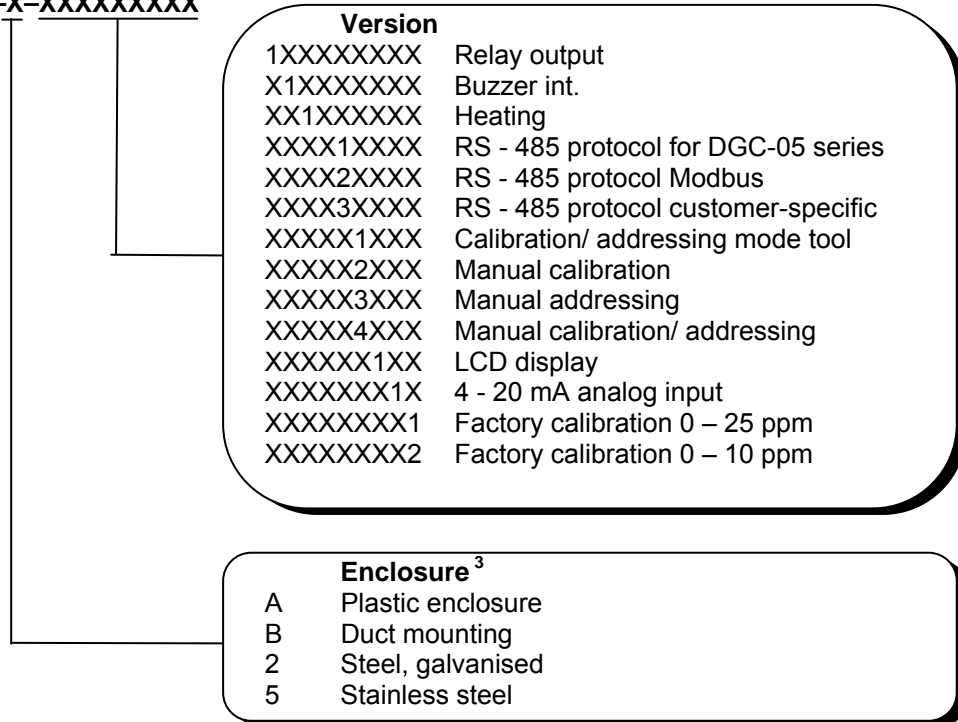 -X–XXXXXXXXX
Version
1XXXXXXXX Relay output
X1XXXXXXX Buzzer int.
XX1XXXXXX Heating
XXXX1XXXX RS - 485 protocol for DGC-05 series
XXXX2XXXX RS - 485 protocol Modbus
XXXX3XXXX RS - 485 protocol customer-specific
XXXXX1XXX Calibration/ addressing mode tool
XXXXX2XXX Manual calibration
XXXXX3XXX Manual addressing
XXXXX4XXX Manual calibration/ addressing
XXXXXX1XX LCD display
XXXXXXX1X 4 - 20 mA analog input
XXXXXXXX1 Factory calibration 0 – 25 ppm
XXXXXXXX2 Factory calibration 0 – 10 ppm
Enclosure ³
A Plastic enclosure
B Duct mounting
2 Steel, galvanised
5 Stainless steel